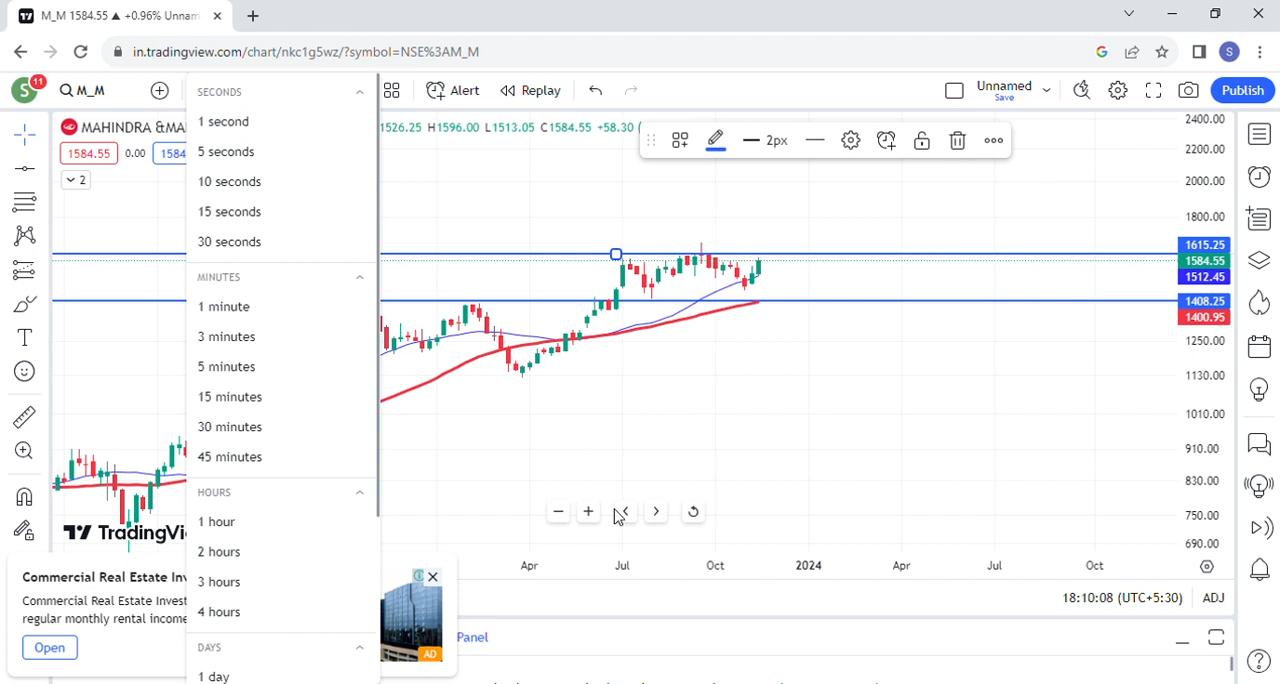 M_M 1584.55 ▲ +0.96% Unnam
in.tradingview.com/chart/nkc1g5wz/?symbol=NSE%3AM_M
S
S
11
M_M
Alert
Replay
Unnamed
Save
Publish
MAHINDRA &MA
1526.25 H1596.00 L1513.05 C1584.55 +58.30 (
1584.55
0.00
1584
2
2px
SECONDS
1 second
5 seconds
10 seconds
15 seconds
30 seconds
MINUTES
1 minute
3 minutes
5 minutes
15 minutes
30 minutes
45 minutes
HOURS
1 hour
2 hours
3 hours
4 hours
DAYS
1 day
2400.00
2200.00
2000.00
1800.00
1615.25
1584.55
1512.45
1408.25
1400.95
1250.00
1130.00
1010.00
910.00
830.00
750.00
690.00
TradingVi
Apr
Jul
Oct
2024
Apr
Jul
Oct
18:10:08 (UTC+5:30)
ADJ
Commercial Real Estate Inv
Commercial Real Estate Invest
regular monthly rental income
Open
AD
Panel